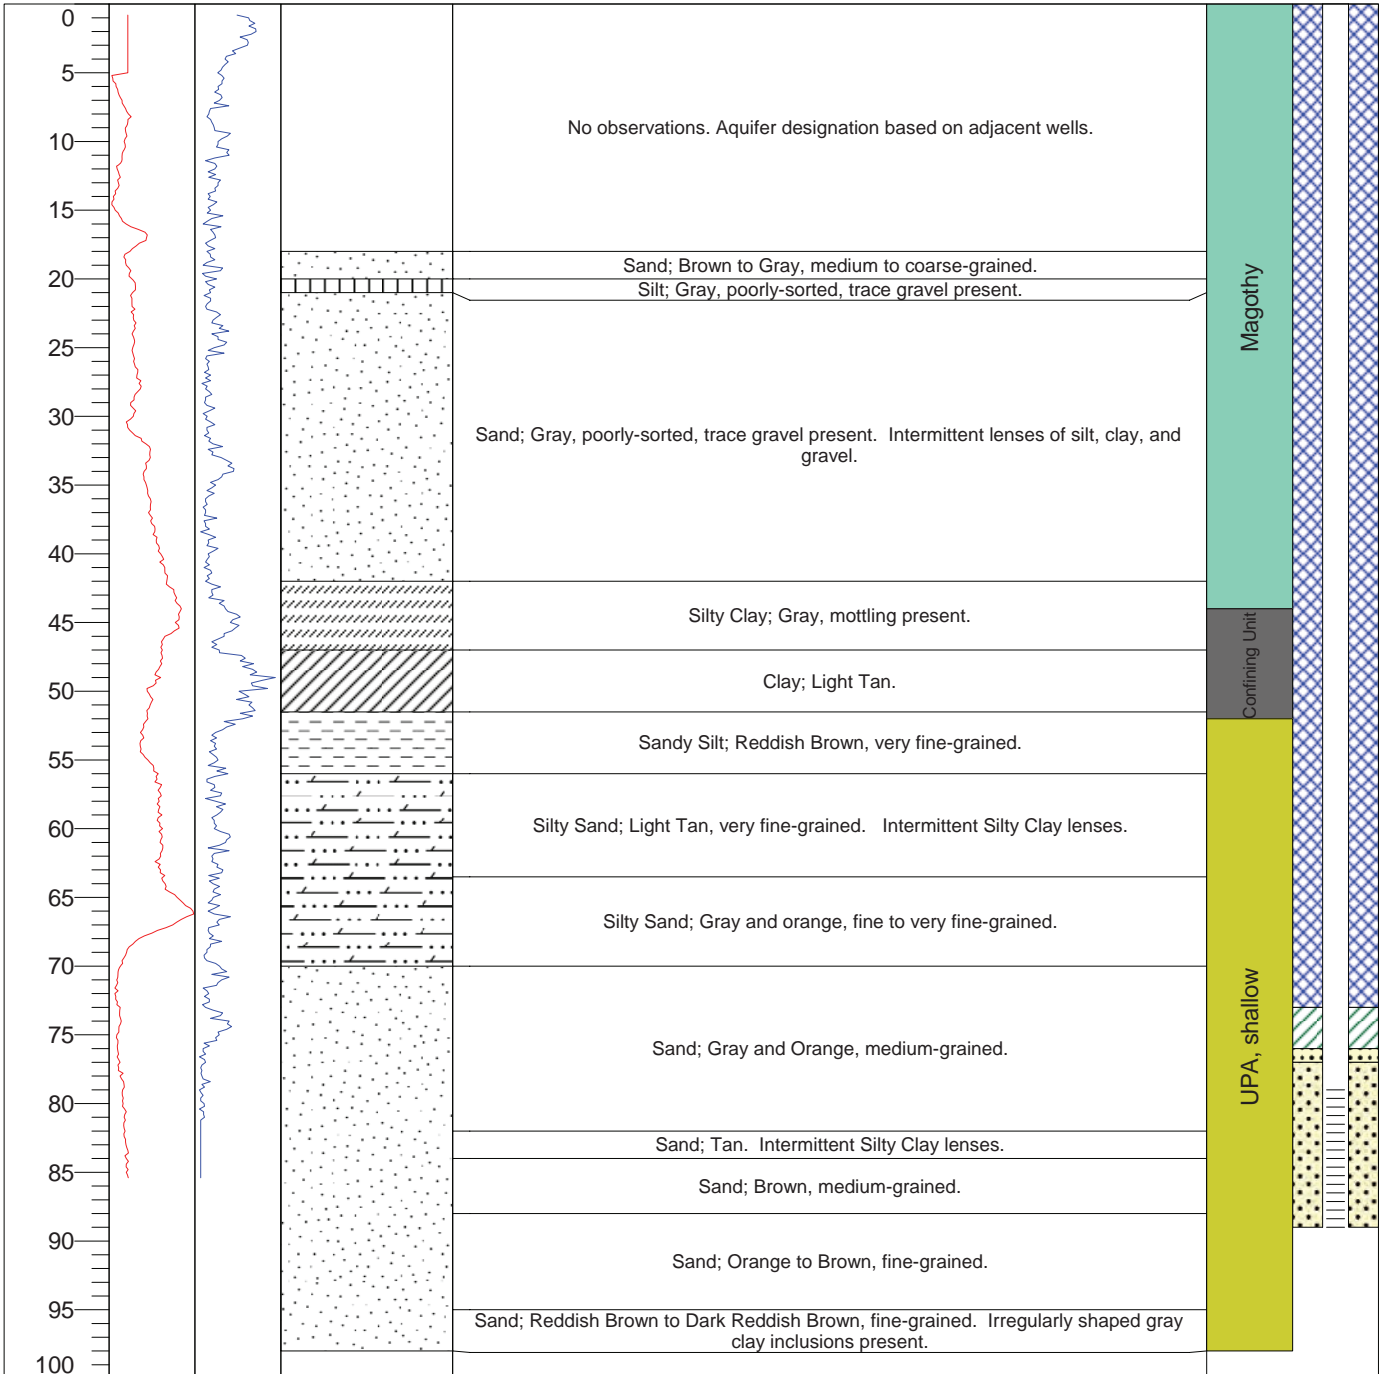 0
5
10
15
20
25
30
35
40
45
50
55
60
65
70
75
80
85
90
95
100
No observations. Aquifer designation based on adjacent wells.
Sand; Brown to Gray, medium to coarse-grained.
Silt; Gray, poorly-sorted, trace gravel present.
Sand; Gray, poorly-sorted, trace gravel present. Intermittent lenses of silt, clay, and
gravel.
Silty Clay; Gray, mottling present.
Clay; Light Tan.
Sandy Silt; Reddish Brown, very fine-grained.
Silty Sand; Light Tan, very fine-grained. Intermittent Silty Clay lenses.
Silty Sand; Gray and orange, fine to very fine-grained.
Sand; Gray and Orange, medium-grained.
Sand; Tan. Intermittent Silty Clay lenses.
Sand; Brown, medium-grained.
Sand; Orange to Brown, fine-grained.
Sand; Reddish Brown to Dark Reddish Brown, fine-grained. Irregularly shaped gray
clay inclusions present.
Magothy
Confining Unit
UPA, shallow